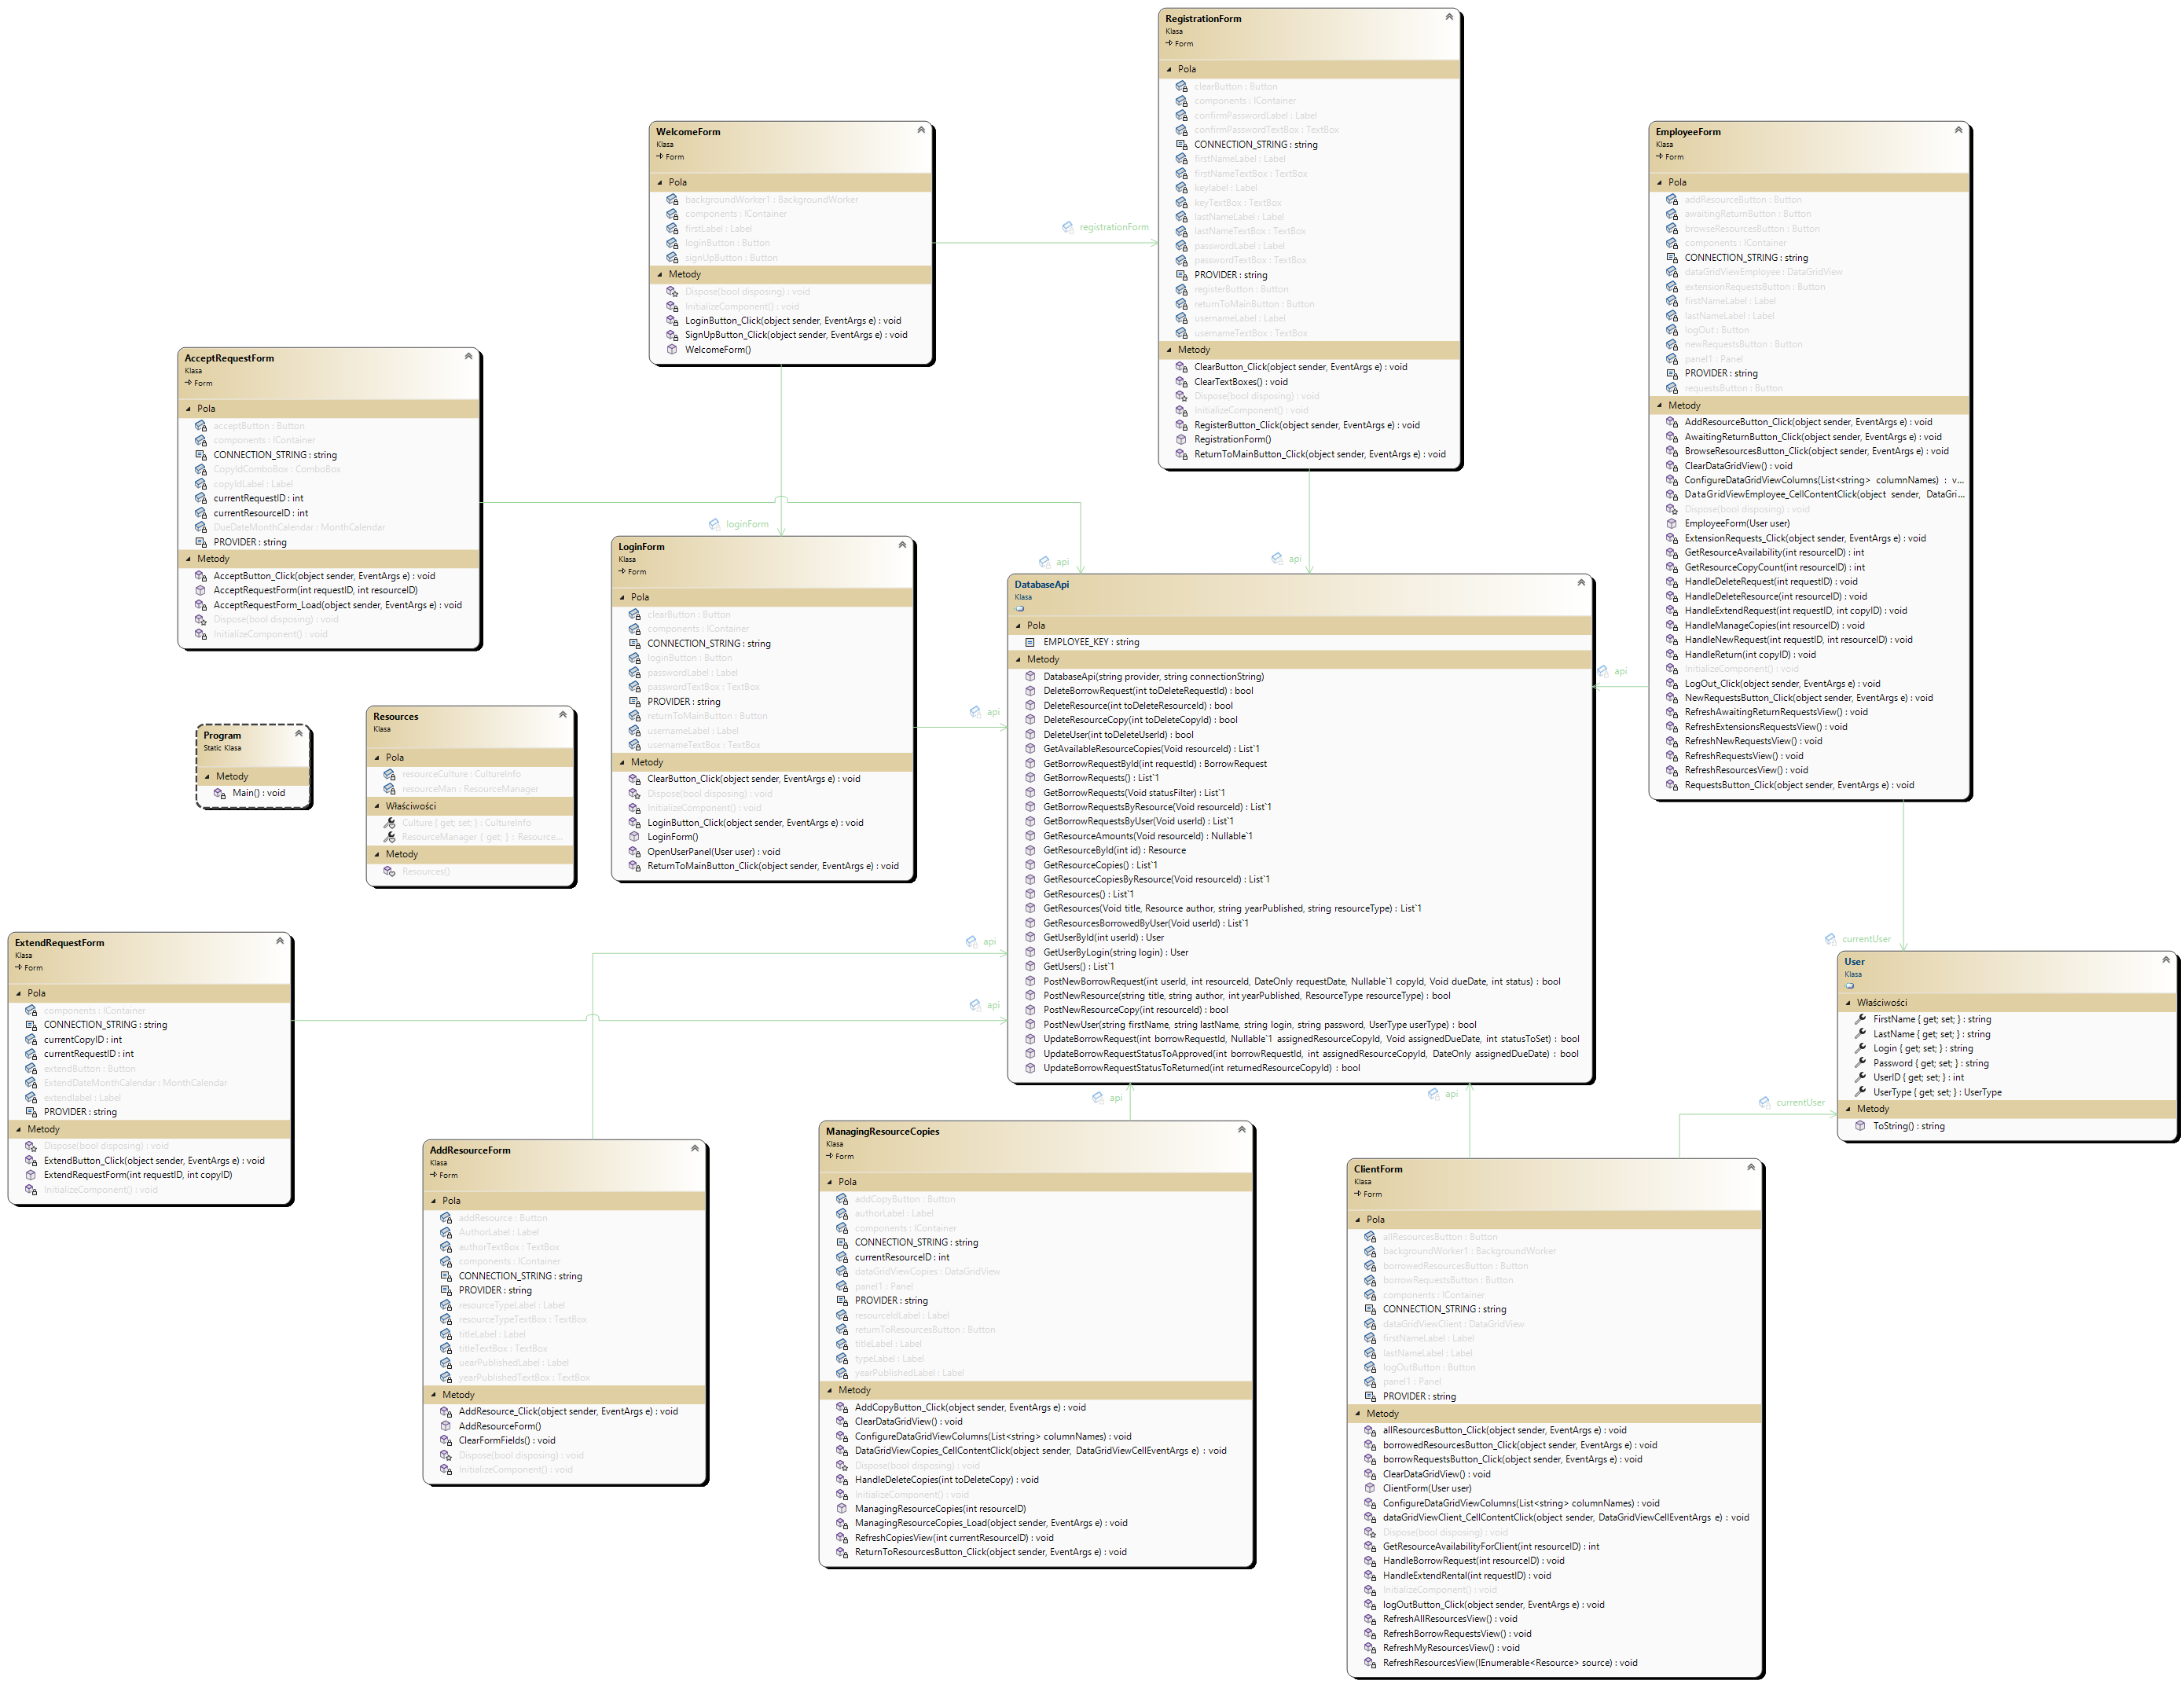 RegistrationForm
Klasa
Form
Pola
clearButton : Button
components : IContainer
confirmPasswordLabel : Label
confirmPasswordTextBox : TextBox
CONNECTION_STRING : string
firstNameLabel : Label
firstNameTextBox : TextBox
keylabel : Label
keyTextBox : TextBox
lastNameLabel : Label
lastNameTextBox : TextBox
passwordLabel : Label
passwordTextBox : TextBox
PROVIDER : string
registerButton : Button
returnToMainButton : Button
usernameLabel : Label
usernameTextBox : TextBox
Metody
ClearButton_Click(object sender, EventArgs e) : void
ClearTextBoxes() : void
Dispose(bool disposing) : void
InitializeComponent() : void
RegisterButton_Click(object sender, EventArgs e) : void
RegistrationForm()
ReturnToMainButton_Click(object sender, EventArgs e) : void
WelcomeForm
Klasa
Form
Pola
backgroundWorker1 : BackgroundWorker
components : IContainer
firstLabel : Label
loginButton : Button
signUpButton : Button
Metody
Dispose(bool disposing) : void
InitializeComponent() : void
LoginButton_Click(object sender, EventArgs e) : void
SignUpButton_Click(object sender, EventArgs e) : void
WelcomeForm()
registrationForm
EmployeeForm
Klasa
Form
Pola
addResourceButton : Button
awaitingReturnButton : Button
browseResourcesButton : Button
components : IContainer
CONNECTION_STRING : string
dataGridViewEmployee : DataGridView
extensionRequestsButton : Button
firstNameLabel : Label
lastNameLabel : Label
logOut : Button
newRequestsButton : Button
panel1 : Panel
PROVIDER : string
requestsButton : Button
Metody
AddResourceButton_Click(object sender, EventArgs e) : void
AwaitingReturnButton_Click(object sender, EventArgs e) : void
BrowseResourcesButton_Click(object sender, EventArgs e) : void
ClearDataGridView() : void
ConfigureDataGridViewColumns(List<string> columnNames) : v...
DataGridViewEmployee_CellContentClick(object sender, DataGri...
Dispose(bool disposing) : void
EmployeeForm(User user)
ExtensionRequests_Click(object sender, EventArgs e) : void
GetResourceAvailability(int resourceID) : int
GetResourceCopyCount(int resourceID) : int
HandleDeleteRequest(int requestID) : void
HandleDeleteResource(int resourceID) : void
HandleExtendRequest(int requestID, int copyID) : void
HandleManageCopies(int resourceID) : void
HandleNewRequest(int requestID, int resourceID) : void
HandleReturn(int copyID) : void
InitializeComponent() : void
LogOut_Click(object sender, EventArgs e) : void
NewRequestsButton_Click(object sender, EventArgs e) : void
RefreshAwaitingReturnRequestsView() : void
RefreshExtensionsRequestsView() : void
RefreshNewRequestsView() : void
RefreshRequestsView() : void
RefreshResourcesView() : void
RequestsButton_Click(object sender, EventArgs e) : void
AcceptRequestForm
Klasa
Form
Pola
acceptButton : Button
components : IContainer
CONNECTION_STRING : string
CopyIdComboBox : ComboBox
copyIdLabel : Label
currentRequestID : int
currentResourceID : int
DueDateMonthCalendar : MonthCalendar
PROVIDER : string
Metody
AcceptButton_Click(object sender, EventArgs e) : void
AcceptRequestForm(int requestID, int resourceID)
AcceptRequestForm_Load(object sender, EventArgs e) : void
Dispose(bool disposing) : void
InitializeComponent() : void
loginForm
api
api
LoginForm
Klasa
Form
Pola
clearButton : Button
components : IContainer
CONNECTION_STRING : string
loginButton : Button
passwordLabel : Label
passwordTextBox : TextBox
PROVIDER : string
returnToMainButton : Button
usernameLabel : Label
usernameTextBox : TextBox
Metody
ClearButton_Click(object sender, EventArgs e) : void
Dispose(bool disposing) : void
InitializeComponent() : void
LoginButton_Click(object sender, EventArgs e) : void
LoginForm()
OpenUserPanel(User user) : void
ReturnToMainButton_Click(object sender, EventArgs e) : void
api
api
DatabaseApi
Klasa
Pola
EMPLOYEE_KEY : string
Metody
DatabaseApi(string provider, string connectionString)
DeleteBorrowRequest(int toDeleteRequestId) : bool
DeleteResource(int toDeleteResourceId) : bool
DeleteResourceCopy(int toDeleteCopyId) : bool
DeleteUser(int toDeleteUserId) : bool
GetAvailableResourceCopies(Void resourceId) : List`1
GetBorrowRequestById(int requestId) : BorrowRequest
GetBorrowRequests() : List`1
GetBorrowRequests(Void statusFilter) : List`1
GetBorrowRequestsByResource(Void resourceId) : List`1
GetBorrowRequestsByUser(Void userId) : List`1
GetResourceAmounts(Void resourceId) : Nullable`1
GetResourceById(int id) : Resource
GetResourceCopies() : List`1
GetResourceCopiesByResource(Void resourceId) : List`1
GetResources() : List`1
GetResources(Void title, Resource author, string yearPublished, string resourceType) : List`1
GetResourcesBorrowedByUser(Void userId) : List`1
GetUserById(int userId) : User
GetUserByLogin(string login) : User
GetUsers() : List`1
PostNewBorrowRequest(int userId, int resourceId, DateOnly requestDate, Nullable`1 copyId, Void dueDate, int status) : bool
PostNewResource(string title, string author, int yearPublished, ResourceType resourceType) : bool
PostNewResourceCopy(int resourceId) : bool
PostNewUser(string firstName, string lastName, string login, string password, UserType userType) : bool
UpdateBorrowRequest(int borrowRequestId, Nullable`1 assignedResourceCopyId, Void assignedDueDate, int statusToSet) : bool
UpdateBorrowRequestStatusToApproved(int borrowRequestId, int assignedResourceCopyId, DateOnly assignedDueDate) : bool
UpdateBorrowRequestStatusToReturned(int returnedResourceCopyId) : bool
Program
Static Klasa
Metody
Main() : void
Resources
Klasa
Pola
resourceCulture : CultureInfo
resourceMan : ResourceManager
Właściwości
Culture { get; set; } : CultureInfo
ResourceManager { get; } : Resource...
Metody
Resources()
ExtendRequestForm
Klasa
Form
Pola
components : IContainer
CONNECTION_STRING : string
currentCopyID : int
currentRequestID : int
extendButton : Button
ExtendDateMonthCalendar : MonthCalendar
extendlabel : Label
PROVIDER : string
Metody
Dispose(bool disposing) : void
ExtendButton_Click(object sender, EventArgs e) : void
ExtendRequestForm(int requestID, int copyID)
InitializeComponent() : void
api
api
currentUser
User
Klasa
Właściwości
FirstName { get; set; } : string
LastName { get; set; } : string
Login { get; set; } : string
Password { get; set; } : string
UserID { get; set; } : int
UserType { get; set; } : UserType
Metody
ToString() : string
api
api
currentUser
AddResourceForm
Klasa
Form
Pola
addResource : Button
AuthorLabel : Label
authorTextBox : TextBox
components : IContainer
CONNECTION_STRING : string
PROVIDER : string
resourceTypeLabel : Label
resourceTypeTextBox : TextBox
titleLabel : Label
titleTextBox : TextBox
uearPublishedLabel : Label
yearPublishedTextBox : TextBox
Metody
AddResource_Click(object sender, EventArgs e) : void
AddResourceForm()
ClearFormFields() : void
Dispose(bool disposing) : void
InitializeComponent() : void
ManagingResourceCopies
Klasa
Form
Pola
addCopyButton : Button
authorLabel : Label
components : IContainer
CONNECTION_STRING : string
currentResourceID : int
dataGridViewCopies : DataGridView
panel1 : Panel
PROVIDER : string
resourceIdLabel : Label
returnToResourcesButton : Button
titleLabel : Label
typeLabel : Label
yearPublishedLabel : Label
Metody
AddCopyButton_Click(object sender, EventArgs e) : void
ClearDataGridView() : void
ConfigureDataGridViewColumns(List<string> columnNames) : void
DataGridViewCopies_CellContentClick(object sender, DataGridViewCellEventArgs e) : void
Dispose(bool disposing) : void
HandleDeleteCopies(int toDeleteCopy) : void
InitializeComponent() : void
ManagingResourceCopies(int resourceID)
ManagingResourceCopies_Load(object sender, EventArgs e) : void
RefreshCopiesView(int currentResourceID) : void
ReturnToResourcesButton_Click(object sender, EventArgs e) : void
ClientForm
Klasa
Form
Pola
allResourcesButton : Button
backgroundWorker1 : BackgroundWorker
borrowedResourcesButton : Button
borrowRequestsButton : Button
components : IContainer
CONNECTION_STRING : string
dataGridViewClient : DataGridView
firstNameLabel : Label
lastNameLabel : Label
logOutButton : Button
panel1 : Panel
PROVIDER : string
Metody
allResourcesButton_Click(object sender, EventArgs e) : void
borrowedResourcesButton_Click(object sender, EventArgs e) : void
borrowRequestsButton_Click(object sender, EventArgs e) : void
ClearDataGridView() : void
ClientForm(User user)
ConfigureDataGridViewColumns(List<string> columnNames) : void
dataGridViewClient_CellContentClick(object sender, DataGridViewCellEventArgs e) : void
Dispose(bool disposing) : void
GetResourceAvailabilityForClient(int resourceID) : int
HandleBorrowRequest(int resourceID) : void
HandleExtendRental(int requestID) : void
InitializeComponent() : void
logOutButton_Click(object sender, EventArgs e) : void
RefreshAllResourcesView() : void
RefreshBorrowRequestsView() : void
RefreshMyResourcesView() : void
RefreshResourcesView(IEnumerable<Resource> source) : void